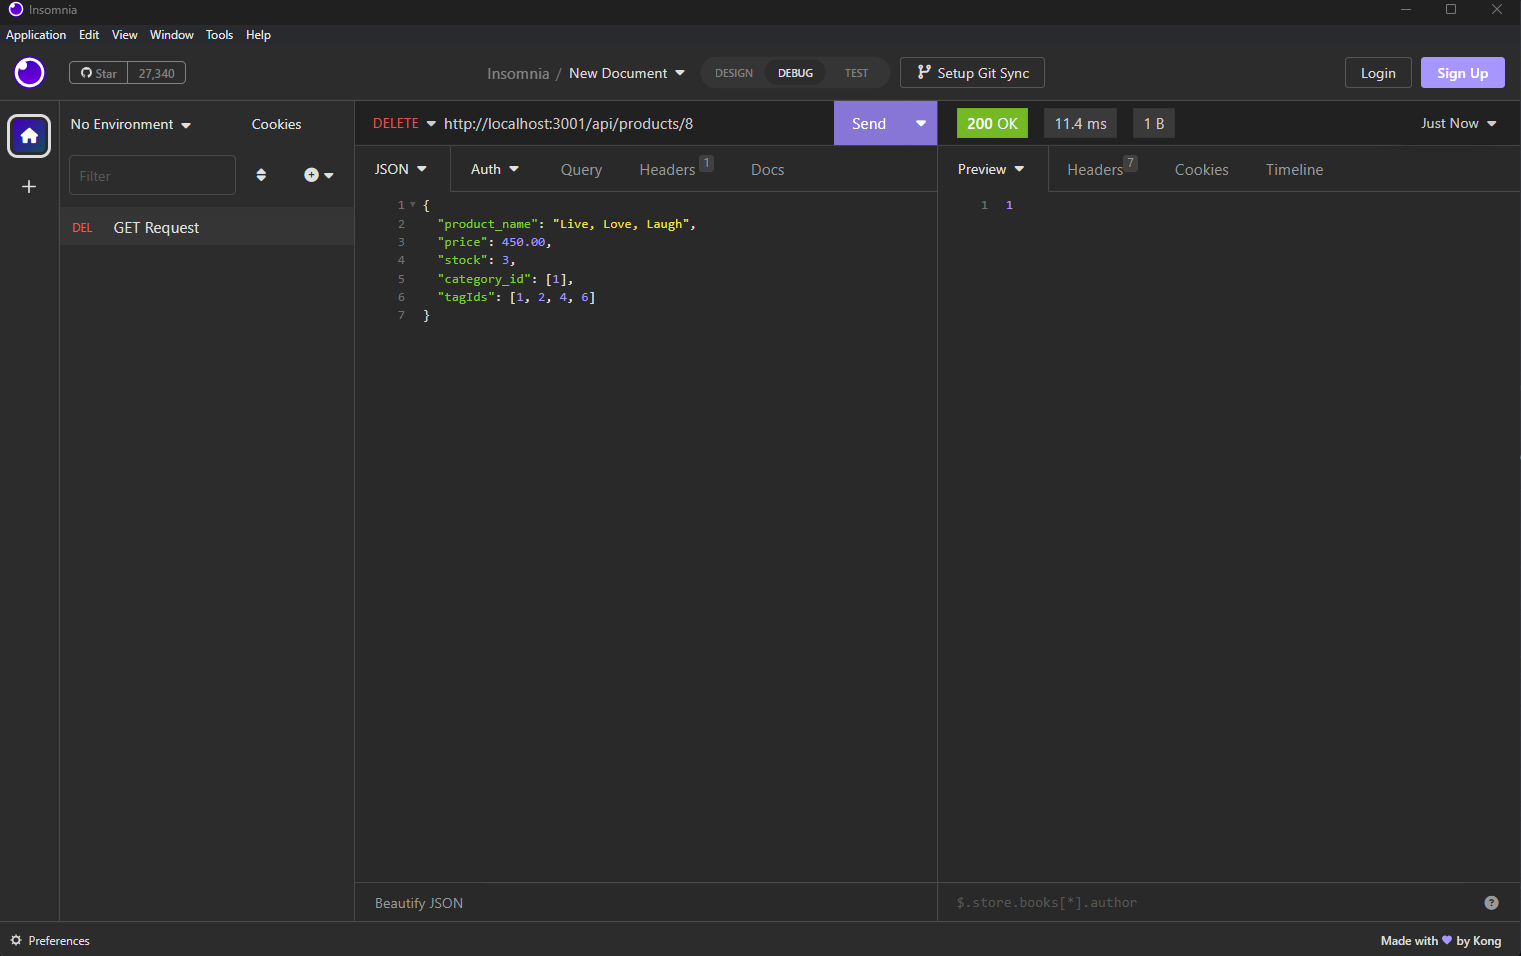 Insomnia
Application Edit View Window Tools Help
Star 27,340
Insomnia / New Document
DESIGN DEBUG TEST
Setup Git Sync
Login Sign Up
No Environment Cookies
Filter
DEL GET Request
DELETE http://localhost:3001/api/products/8
Send
JSON Auth Query Headers 1 Docs
1 {
2 "product_name": "Live, Love, Laugh",
3 "price": 450.00,
4 "stock": 3,
5 "category_id": [1],
6 "tagIds": [1, 2, 4, 6]
7 }
Beautify JSON
200 OK 11.4 ms 1 B Just Now
Preview Headers 7 Cookies Timeline
1 1
$.store.books[*].author ?
Preferences
Made with 💜 by Kong